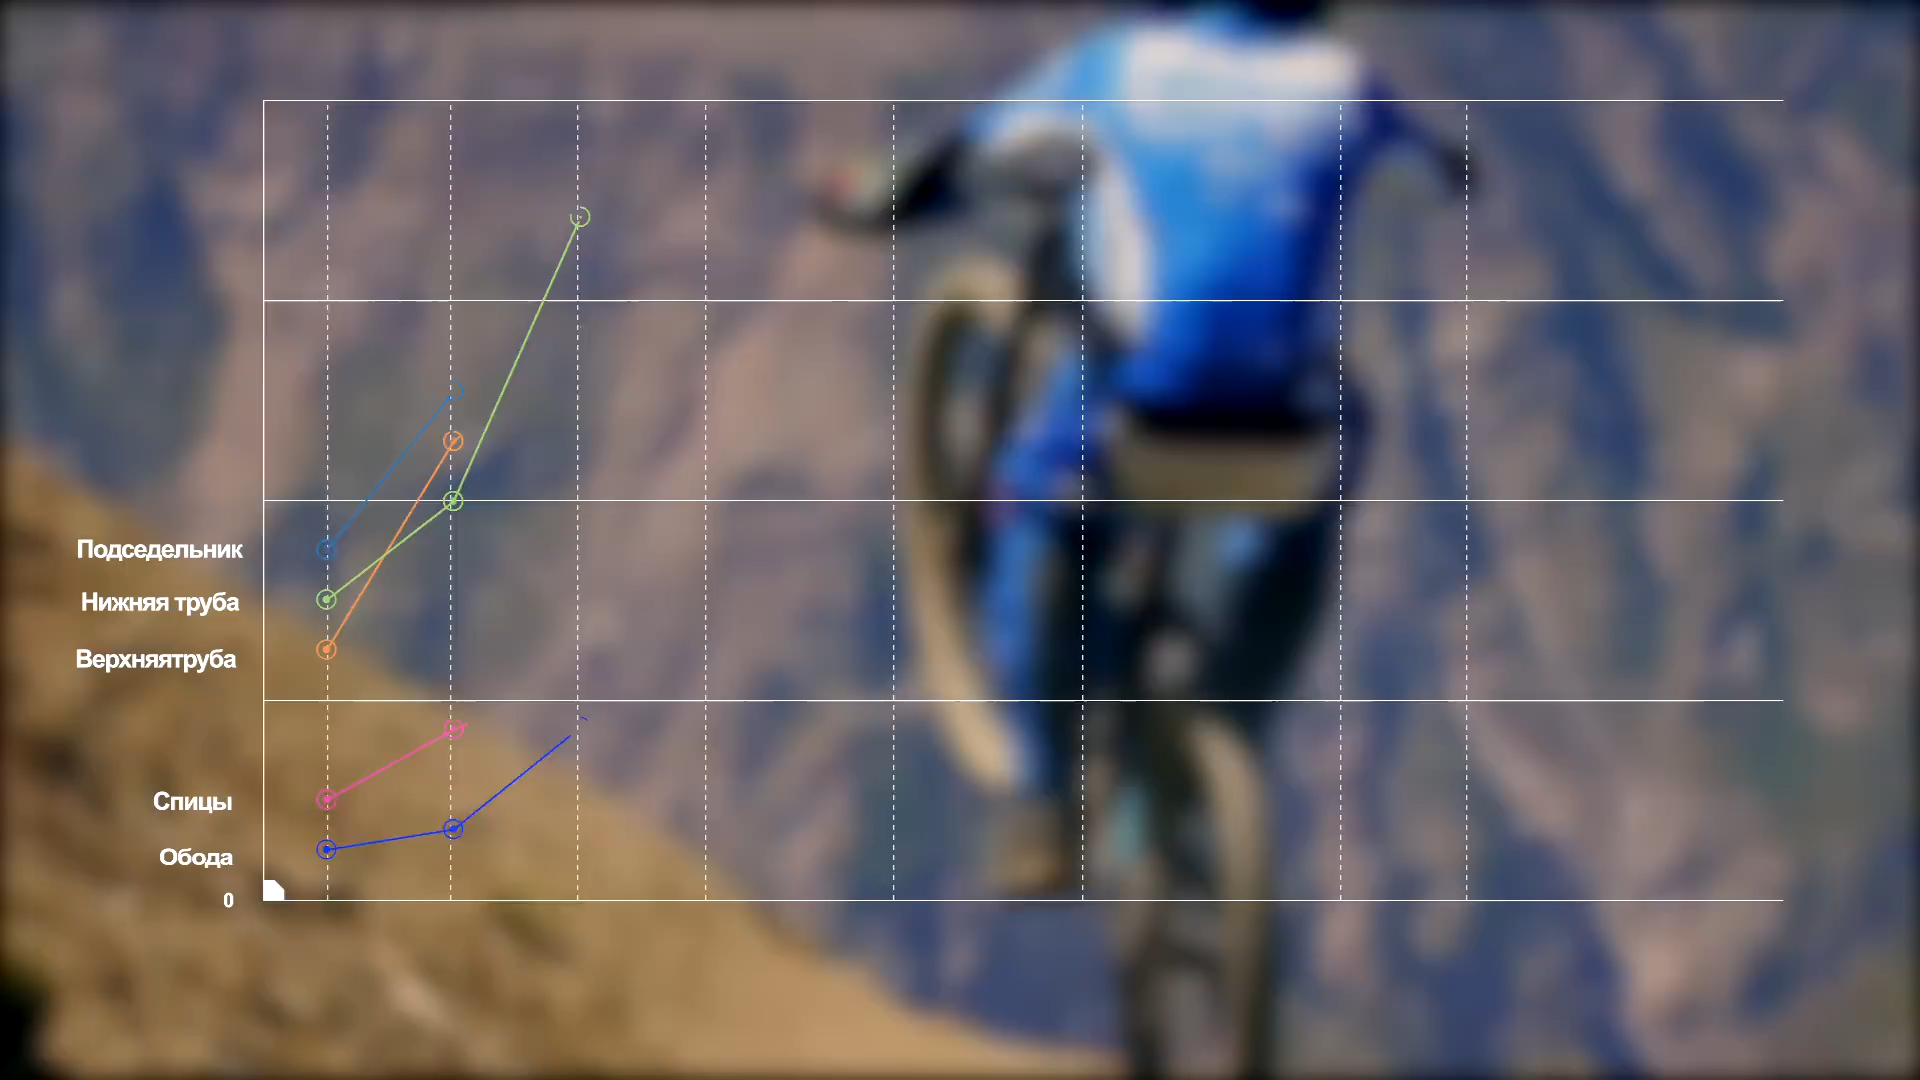 Подседельник
Нижняя труба
Верхняятруба
Спицы
Обода
0